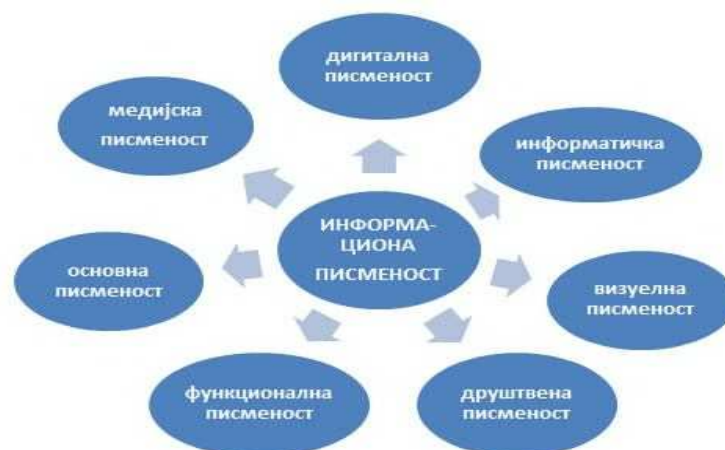 дигитална
писменост
медијска
писменост
информатичка
писменост
ИНФОРМА-
ЦИОНА
ПИСМЕНОСТ
основна
писменост
визуелна
писменост
функционална
писменост
друштвена
писменост